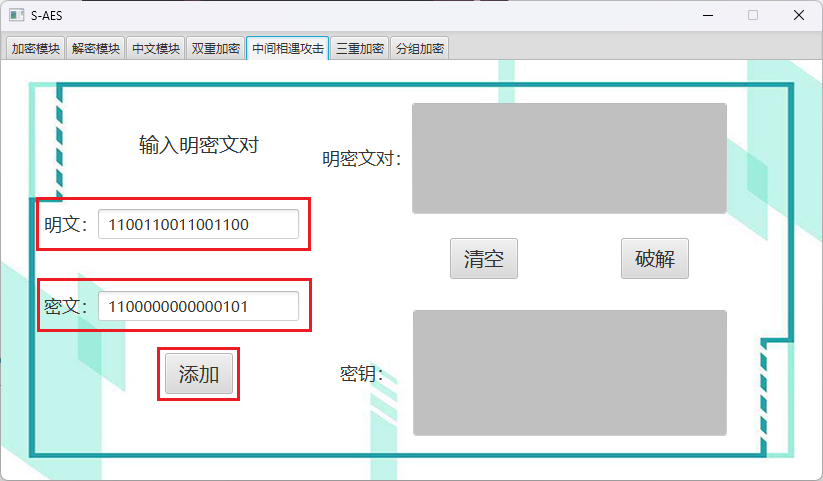 S-AES
加密模块 解密模块 中文模块 双重加密 中间相遇攻击 三重加密 分组加密
输入明密文对
明密文对：
明文： 1100110011001100
清空 破解
密文： 1100000000000101
添加
密钥：